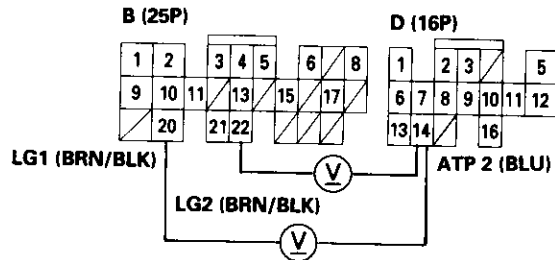 B (25P)
D (16P)
1 2 3 4 5 6 8
9 10 11 13 15 17
20 21 22
1 2 3 5
6 7 8 9 10 11 12
13 14 16
LG1 (BRN/BLK)
ATP 2 (BLU)
V
LG2 (BRN/BLK)
V